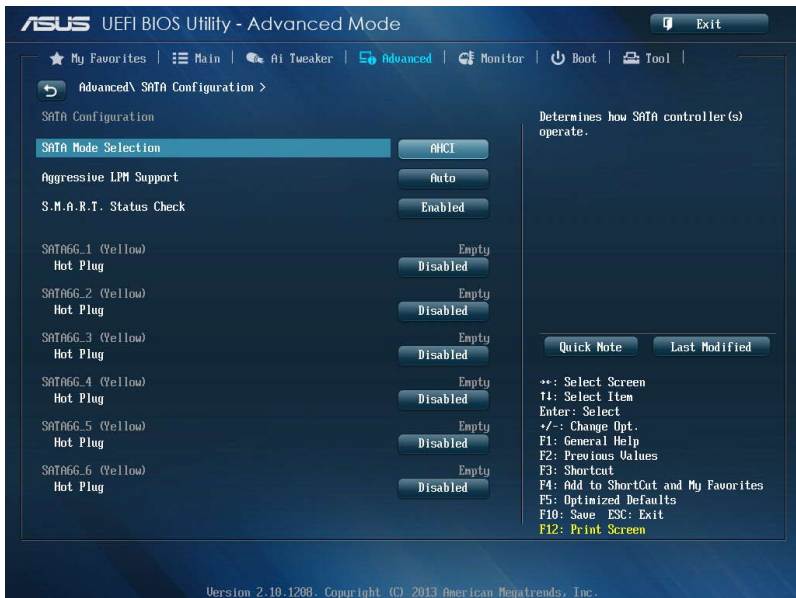 ASUS UEFI BIOS Utility - Advanced Mode
Exit
My Favorites | Main | Ai Tweaker | Advanced | Monitor | Boot | Tool |
Advanced\ SATA Configuration >
SATA Configuration
SATA Mode Selection AHCI
Aggressive LPM Support Auto
S.M.A.R.T. Status Check Enabled
SATA6G_1 (Yellow) Empty
Hot Plug Disabled
SATA6G_2 (Yellow) Empty
Hot Plug Disabled
SATA6G_3 (Yellow) Empty
Hot Plug Disabled
SATA6G_4 (Yellow) Empty
Hot Plug Disabled
SATA6G_5 (Yellow) Empty
Hot Plug Disabled
SATA6G_6 (Yellow) Empty
Hot Plug Disabled
Determines how SATA controller(s)
operate.
Quick Note Last Modified
→←: Select Screen
↑↓: Select Item
Enter: Select
+/-: Change Opt.
F1: General Help
F2: Previous Values
F3: Shortcut
F4: Add to ShortCut and My Favorites
F5: Optimized Defaults
F10: Save ESC: Exit
F12: Print Screen
Version 2.10.1208. Copyright (C) 2013 American Megatrends, Inc.